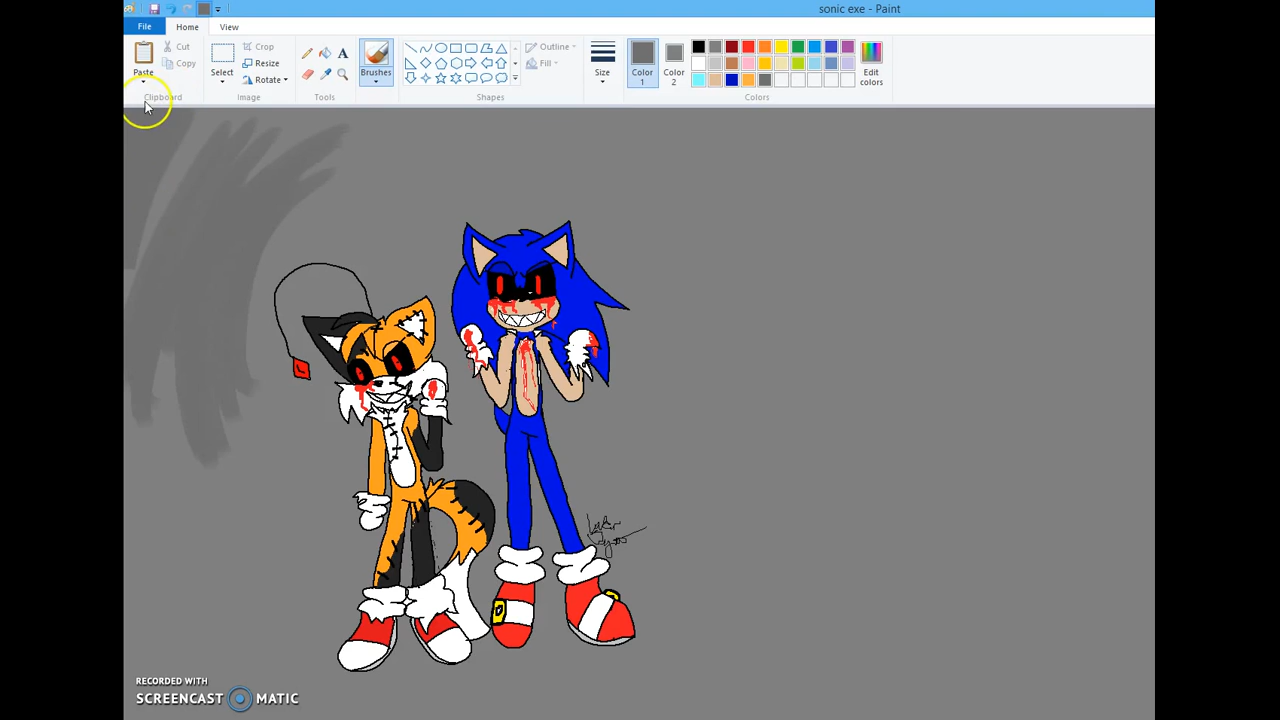 sonic exe - Paint
File Home View
Paste
Cut
Copy
Clipboard
Select
Crop
Resize
Rotate
Image
A
Tools
Brushes
Outline
Fill
Shapes
Size
Color 1
Color 2
Edit colors
Colors
RECORDED WITH
SCREENCAST MATIC